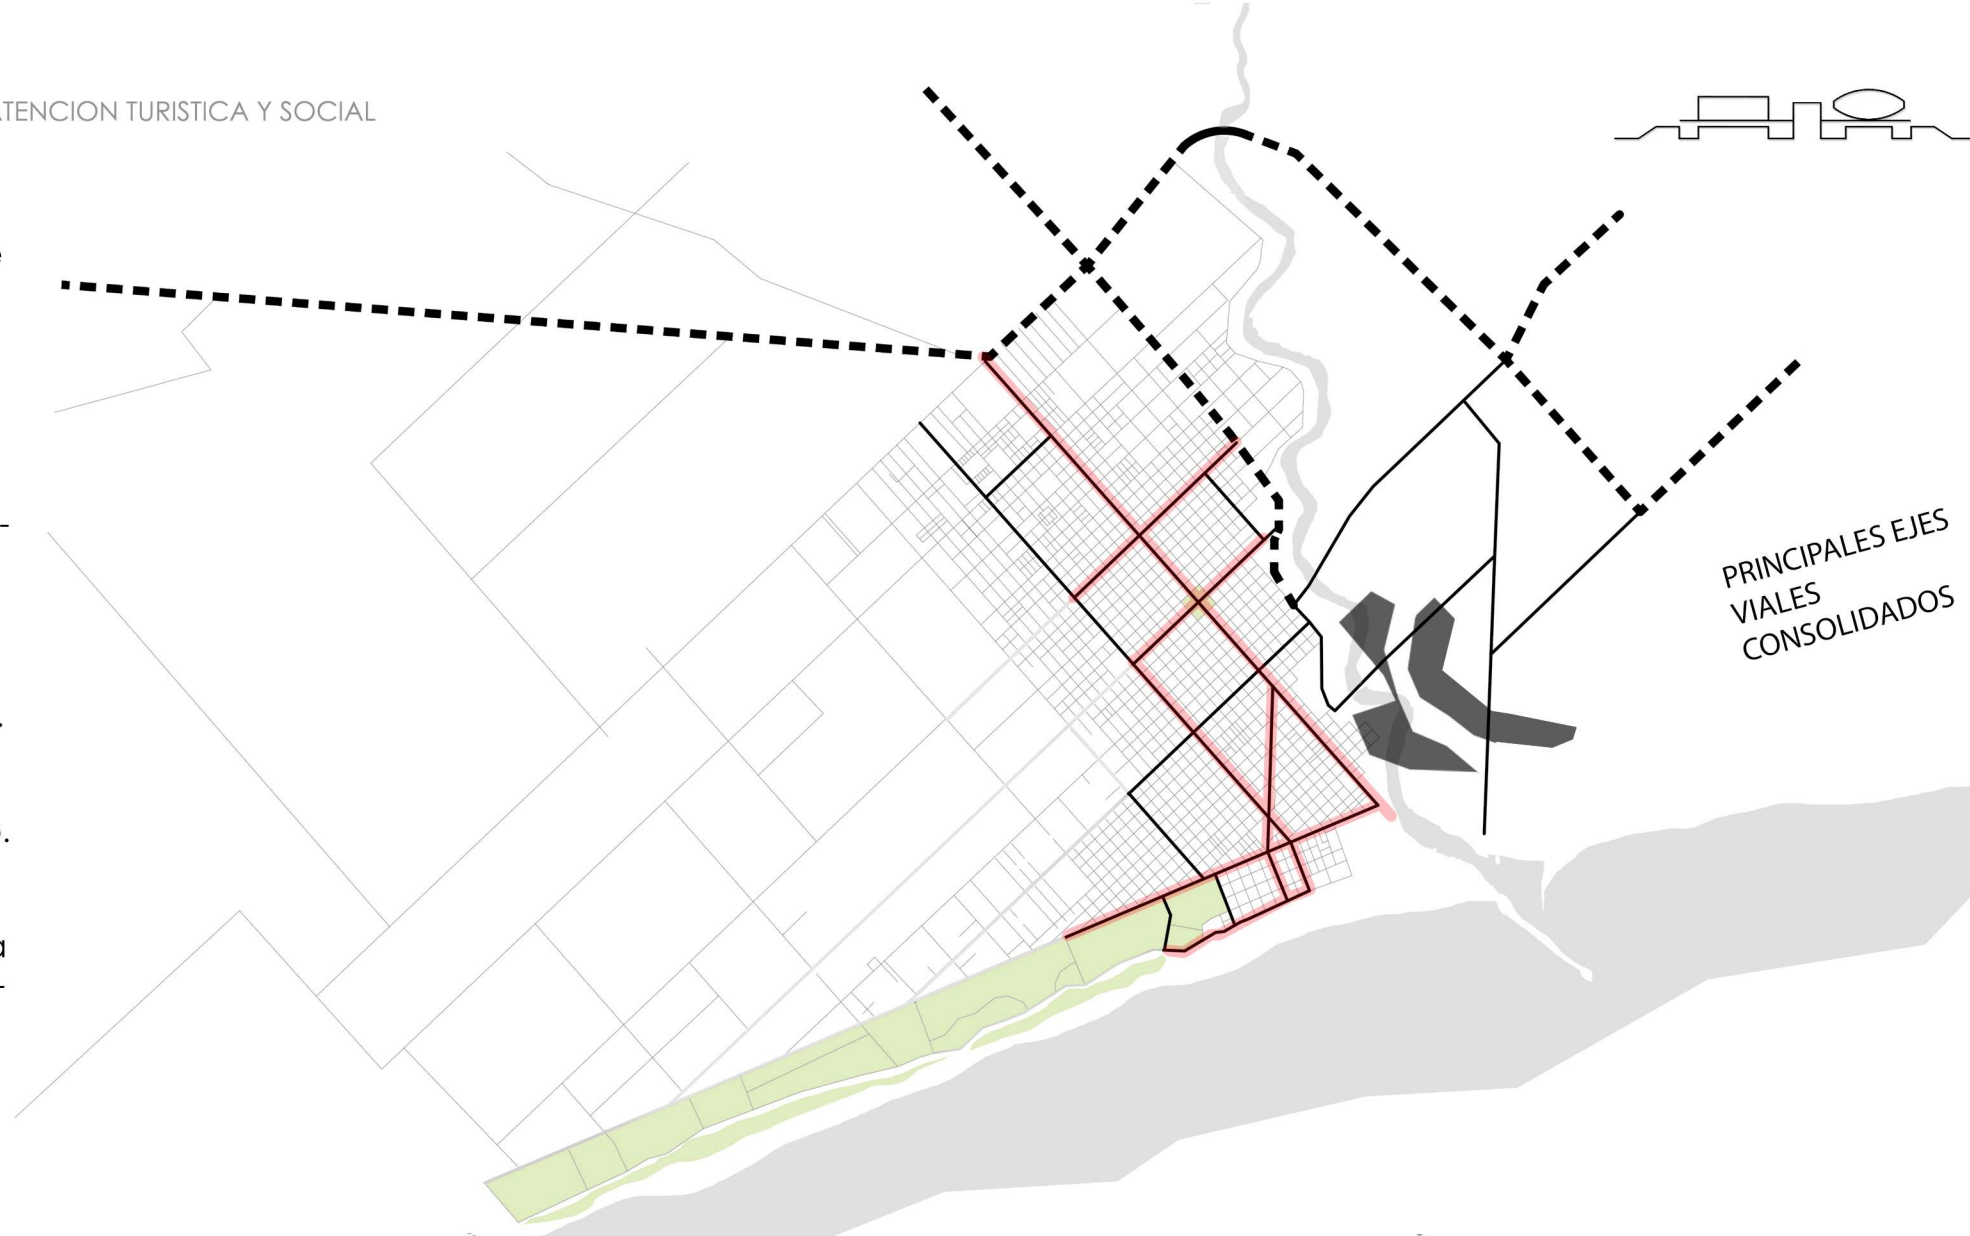 ATENCION TURISTICA Y SOCIAL
PRINCIPALES EJES
VIALES
CONSOLIDADOS